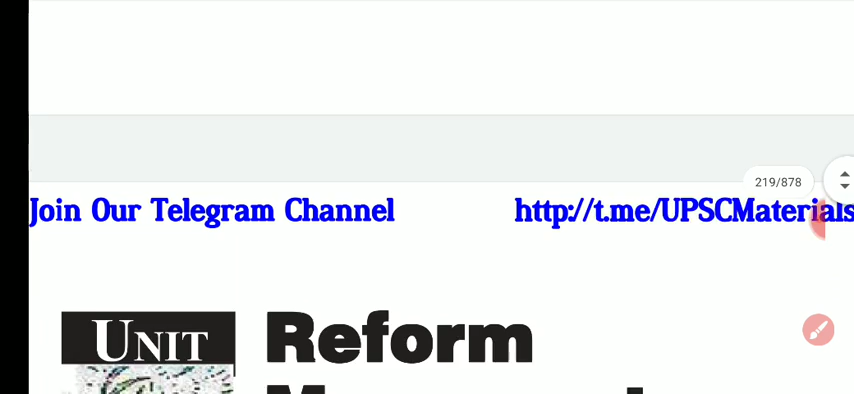 219/878
Join Our Telegram Channel http://t.me/UPSCMaterials
UNIT Reform